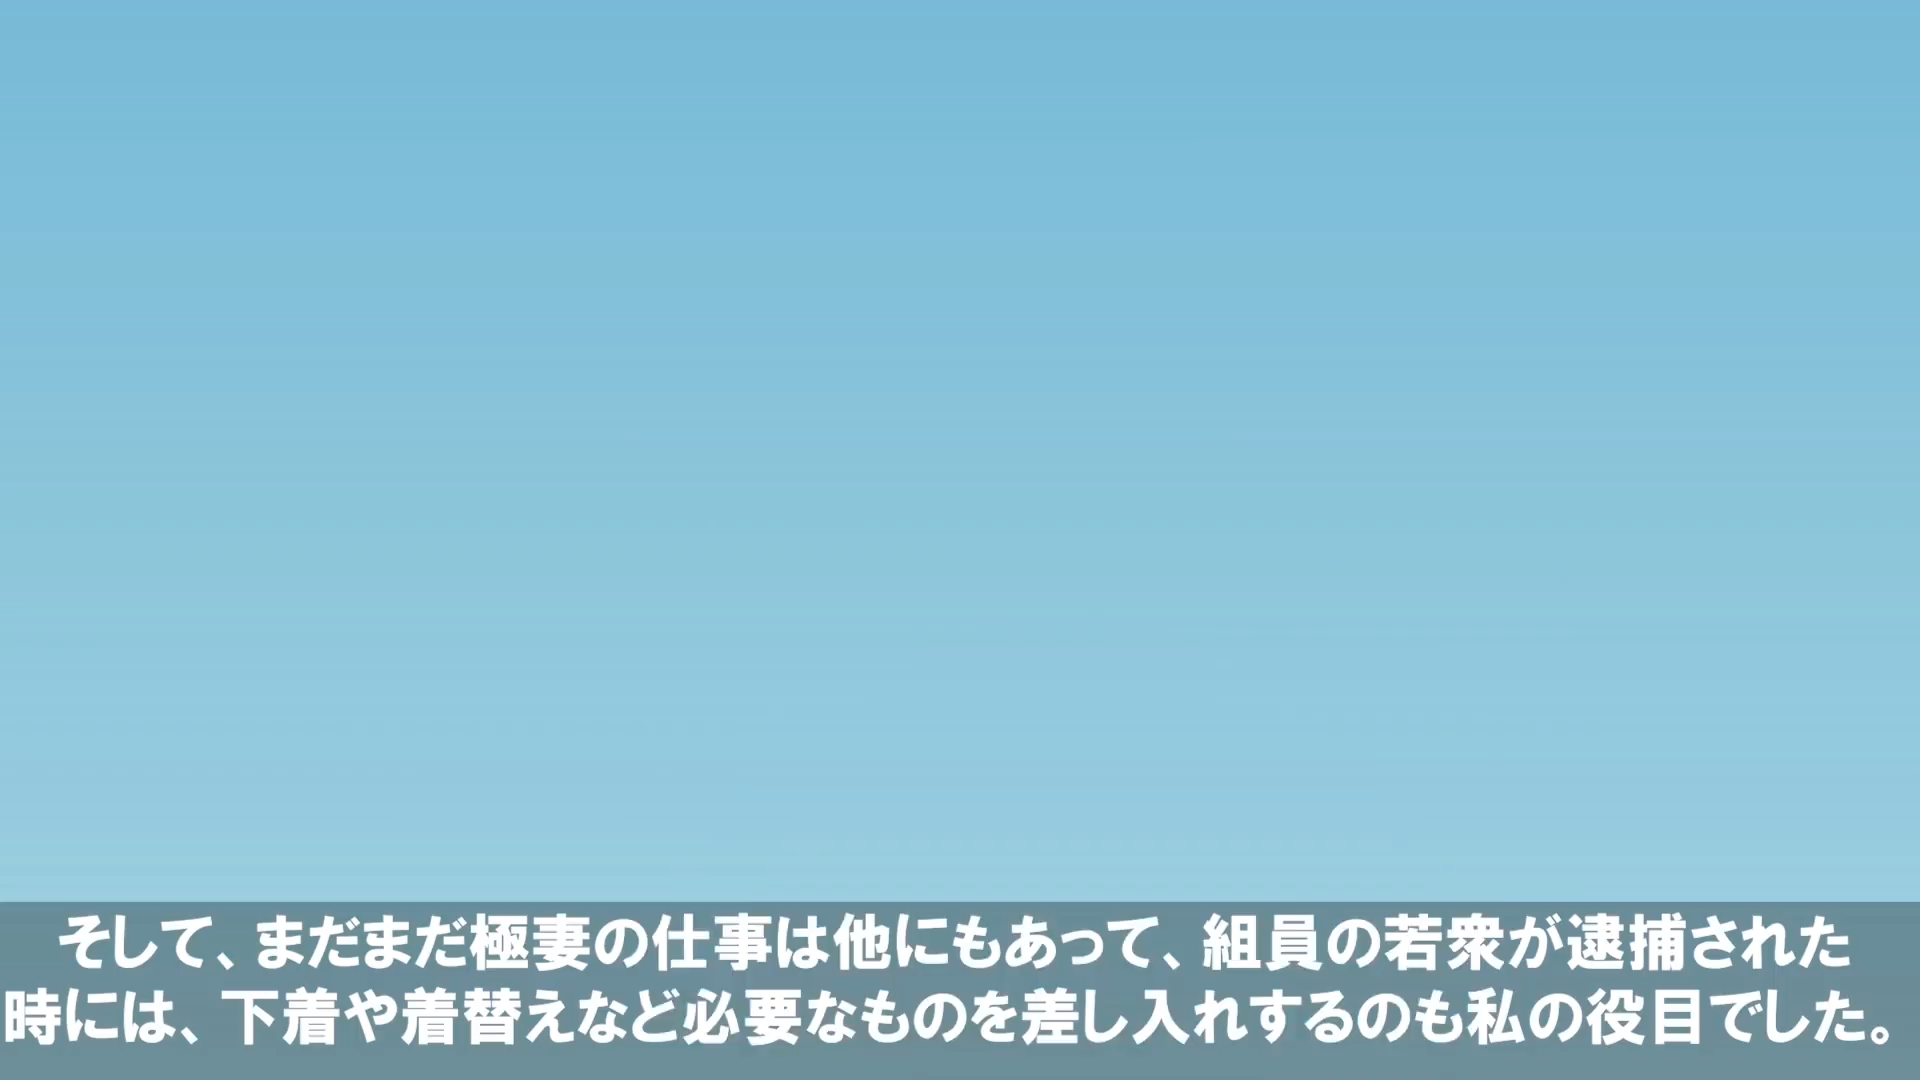 そして、まだまだ極妻の仕事は他にもあって、組員の若衆が逮捕された
時には、下着や着替えなど必要なものを差し入れするのも私の役目でした。